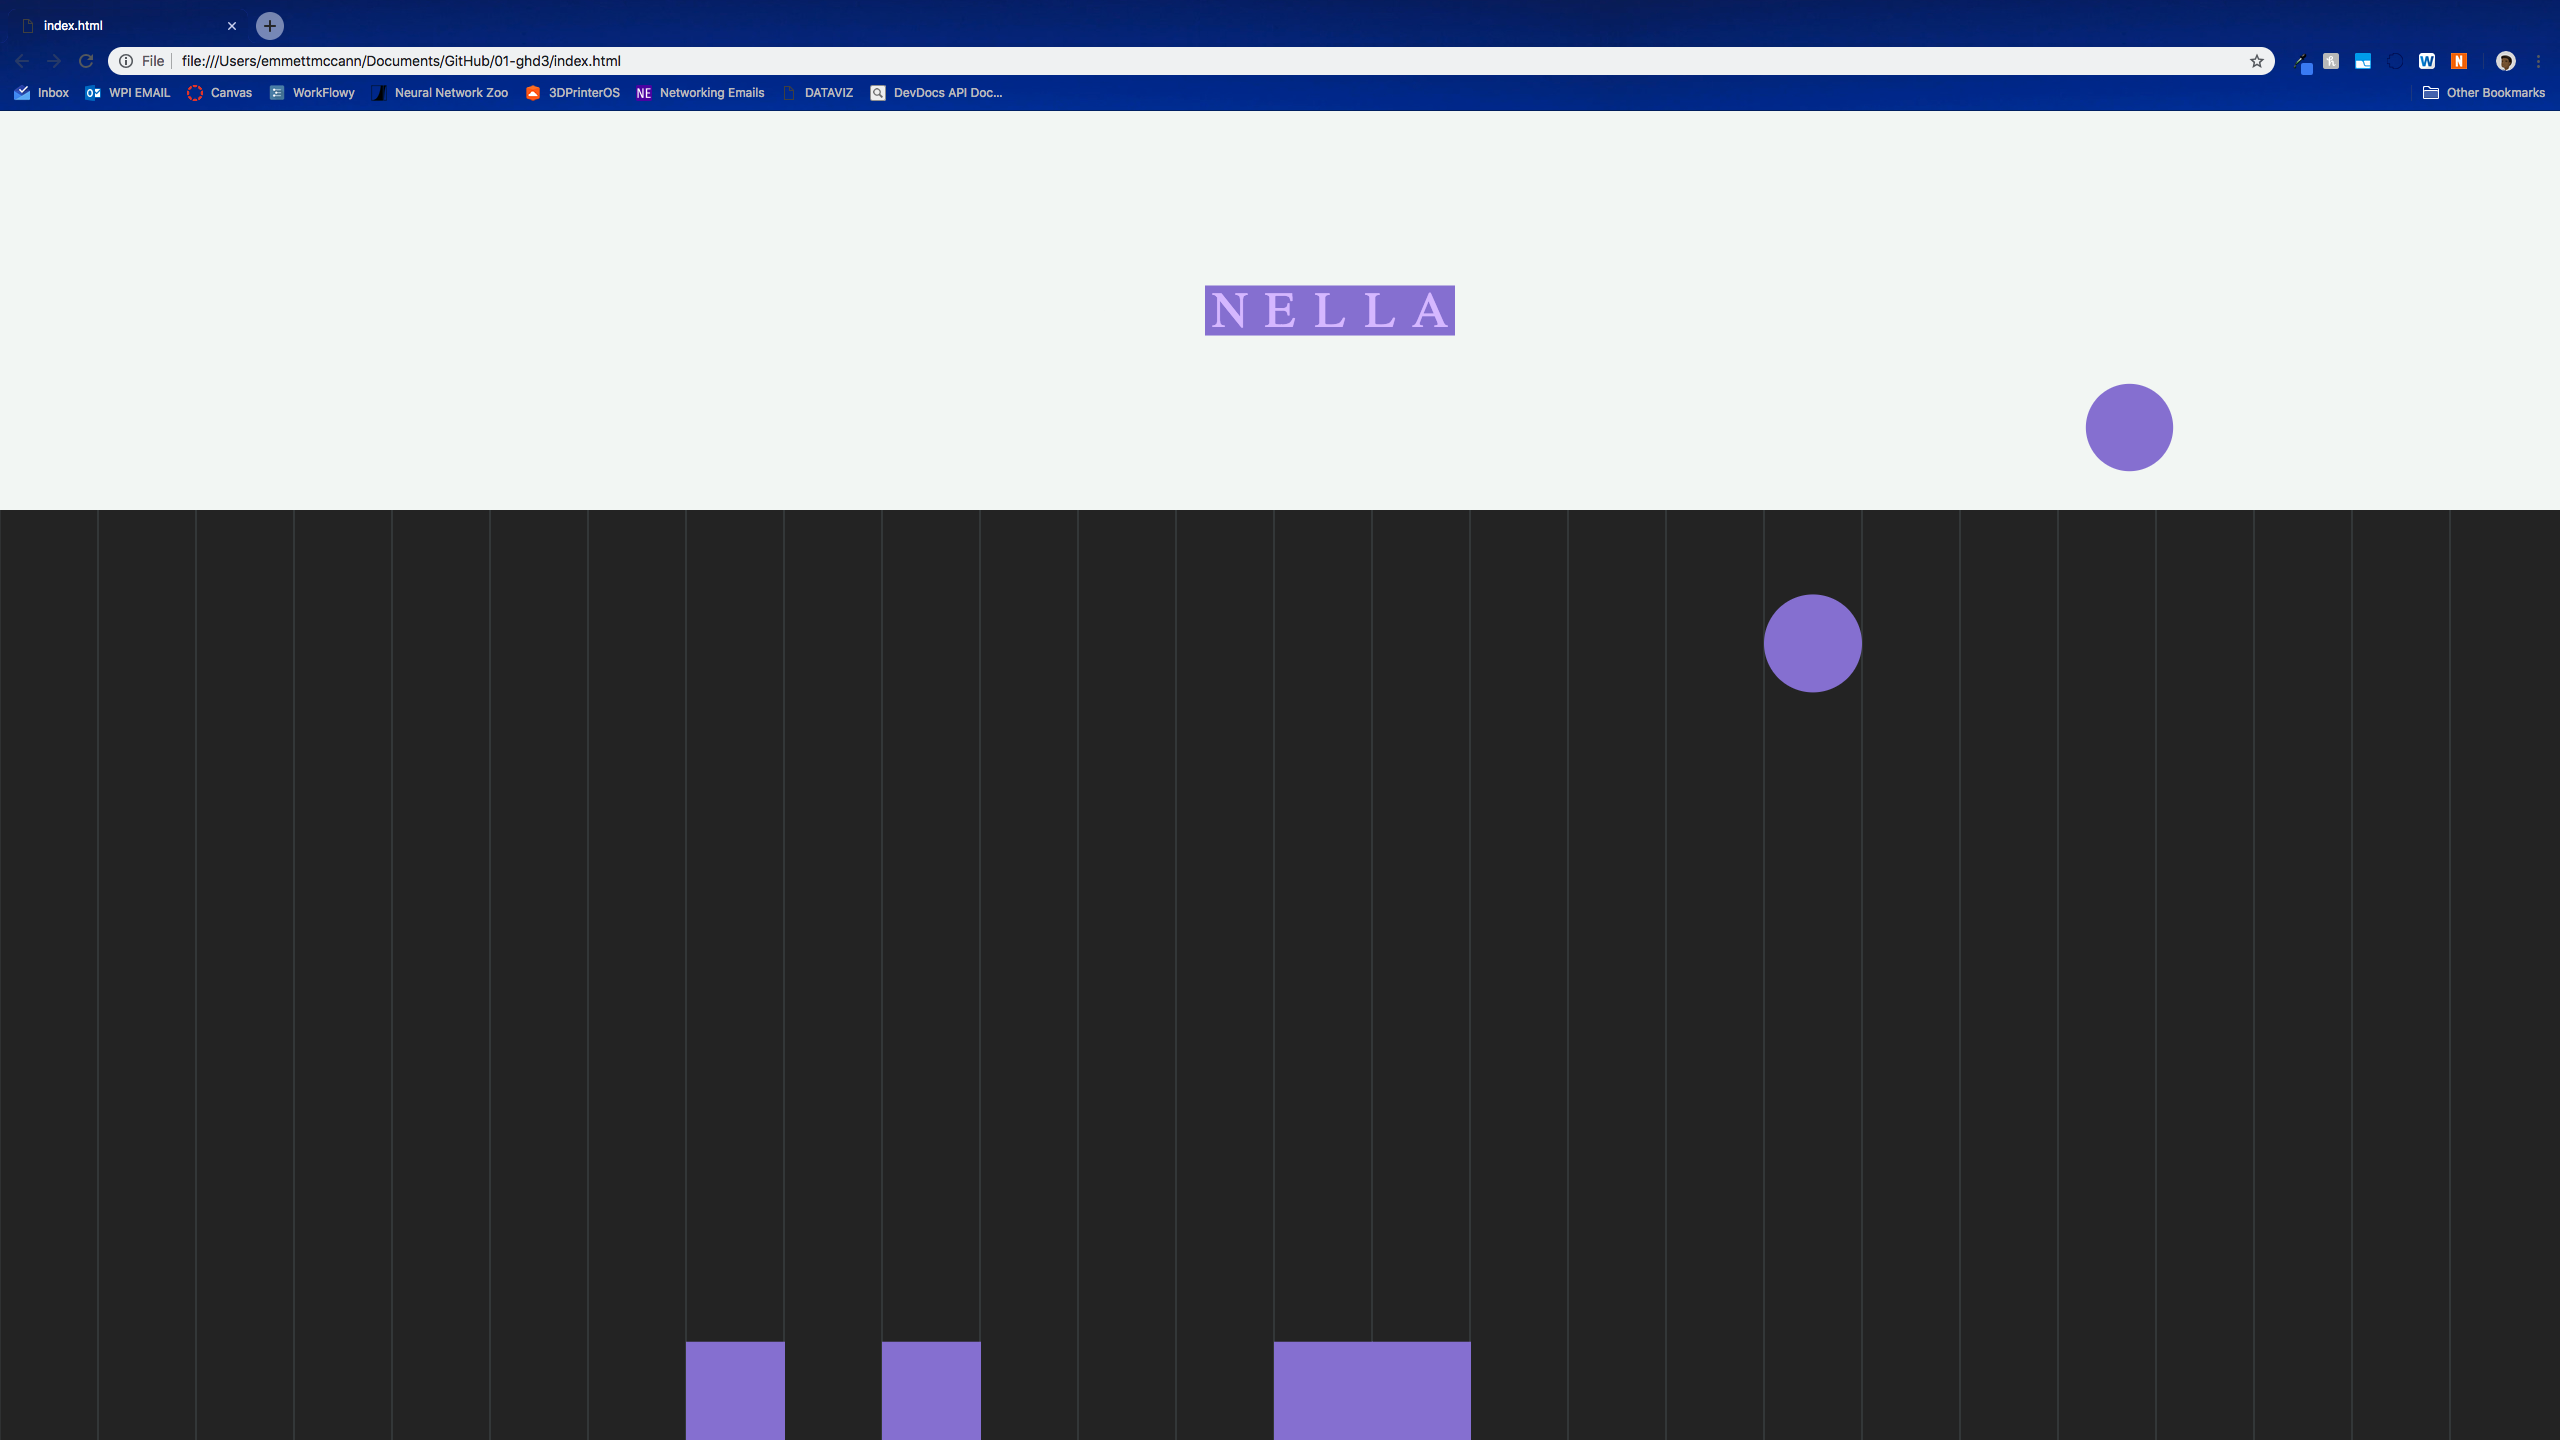 index.html
File file:///Users/emmettmccann/Documents/GitHub/01-ghd3/index.html
W N
Inbox WPI EMAIL Canvas WorkFlowy Neural Network Zoo 3DPrinterOS NE Networking Emails DATAVIZ DevDocs API Doc... Other Bookmarks
NELLA